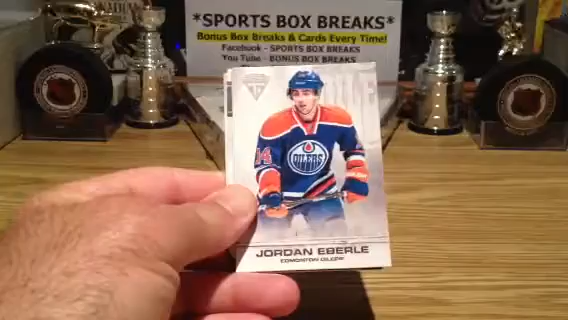 *SPORTS BOX BREAKS*
Bonus Box Breaks & Cards Every Time!
Facebook - SPORTS BOX BREAKS
You Tube - BONUS BOX BREAKS
14
OILERS
JORDAN EBERLE
EDMONTON OILERS